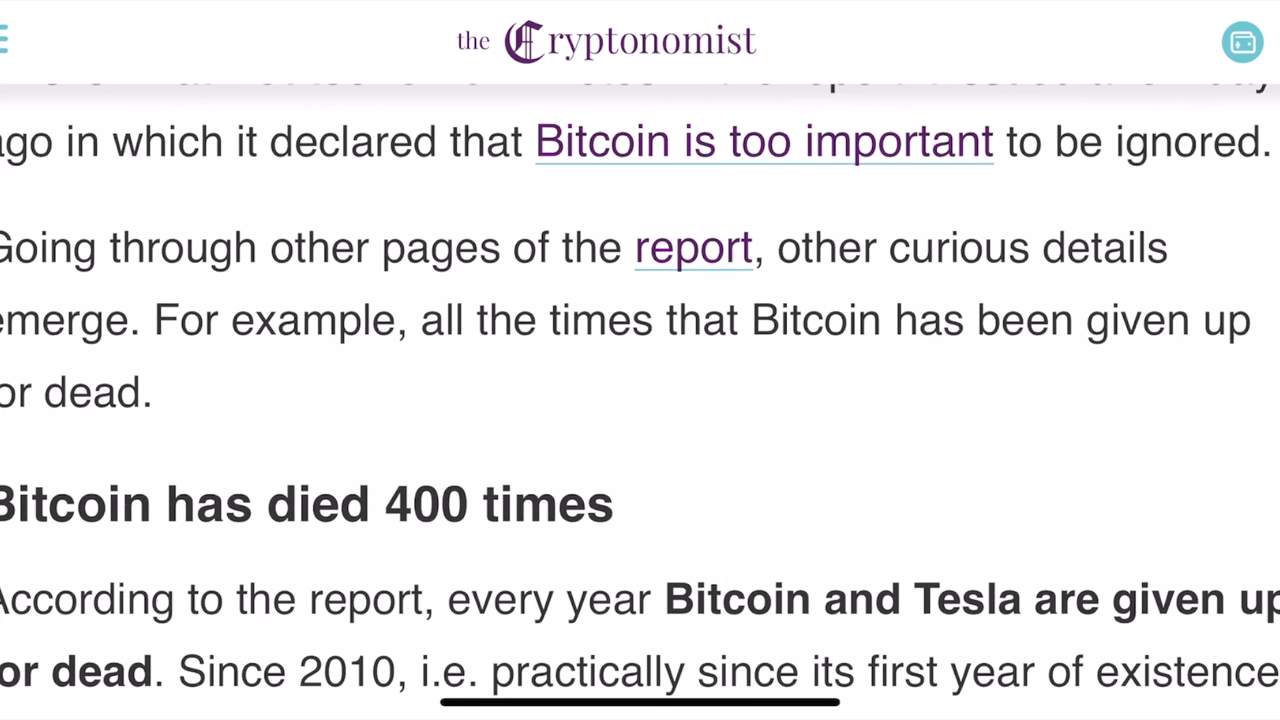 the Cryptonomist
ago in which it declared that Bitcoin is too important to be ignored.
Going through other pages of the report, other curious details
emerge. For example, all the times that Bitcoin has been given up
or dead.
Bitcoin has died 400 times
According to the report, every year Bitcoin and Tesla are given up
or dead. Since 2010, i.e. practically since its first year of existence